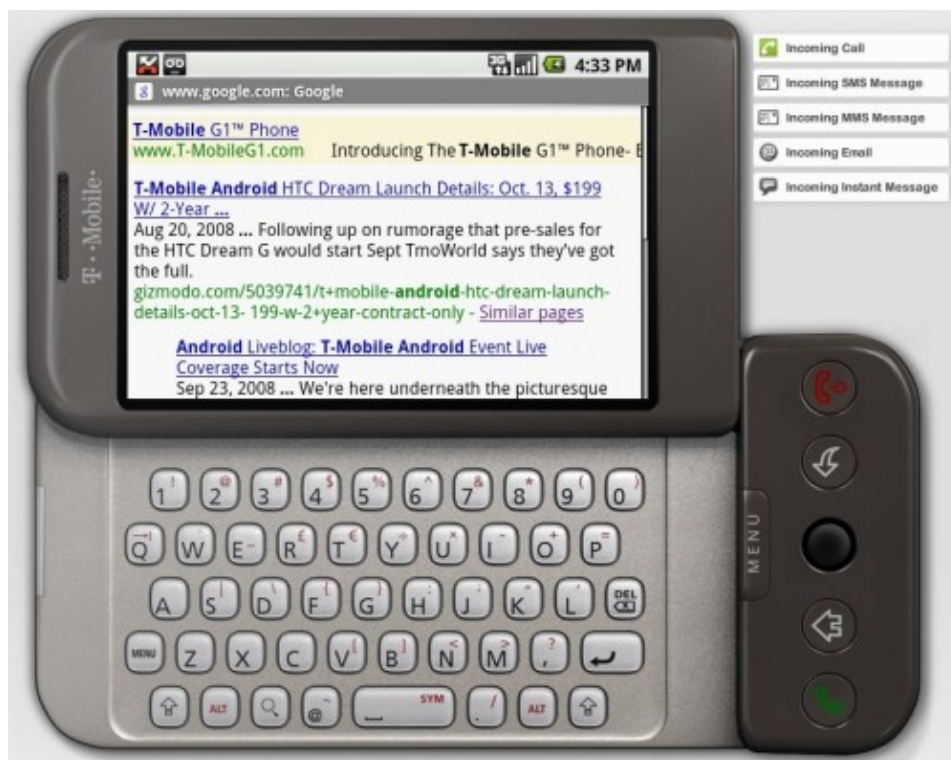 3G
4:33 PM
www.google.com: Google
T-Mobile G1™ Phone
www.T-MobileG1.com Introducing The T-Mobile G1™ Phone- E
T-Mobile Android HTC Dream Launch Details: Oct. 13, $199
W/ 2-Year ...
Aug 20, 2008 ... Following up on rumorage that pre-sales for
the HTC Dream G would start Sept TmoWorld says they've got
the full.
gizmodo.com/5039741/t+mobile-android-htc-dream-launch-
details-oct-13- 199-w-2+year-contract-only - Similar pages
Android Liveblog: T-Mobile Android Event Live
Coverage Starts Now
Sep 23, 2008 ... We're here underneath the picturesque
Incoming Call
Incoming SMS Message
Incoming MMS Message
Incoming Email
Incoming Instant Message
T··Mobile·
MENU
1 ! 2 @ 3 # 4 $ 5 % 6 ^ 7 & 8 * 9 ( 0 )
Q W E R £ T € Y U I - O + P =
A S | D \ F { G } H : J ; K " L ' DEL
MENU Z X C V [ B ] N < M > , ?
ALT @ ~ SYM . / ALT